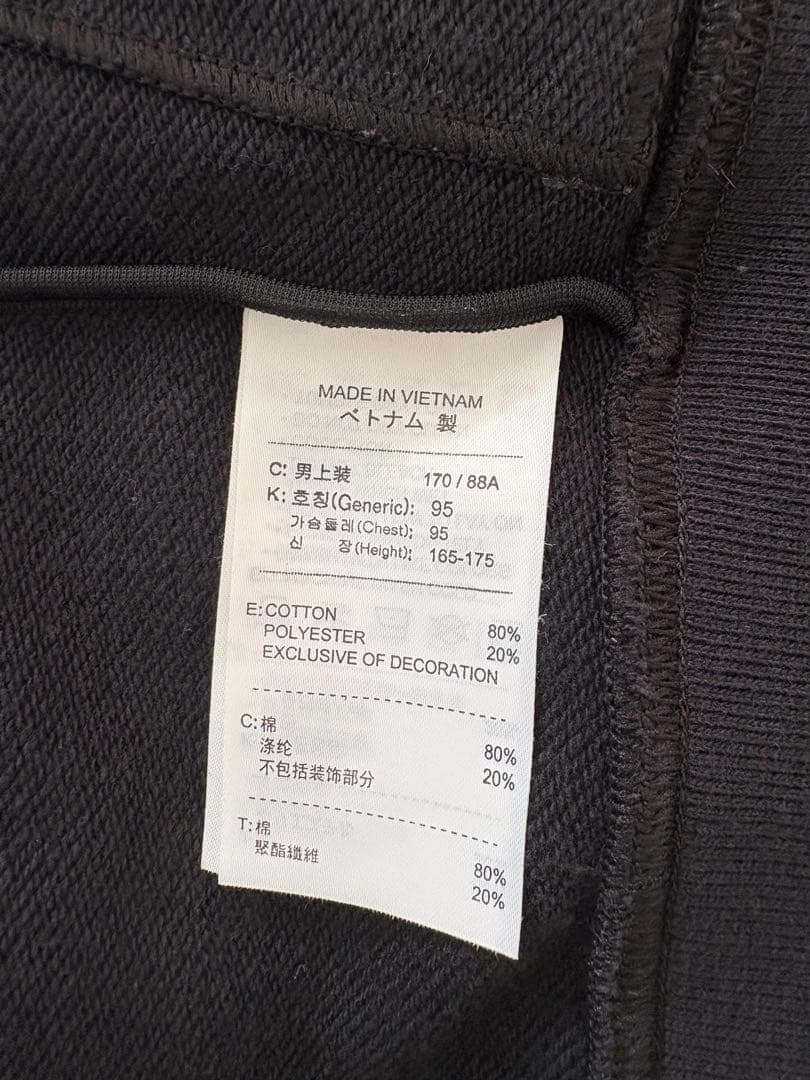 MADE IN VIETNAM
ベトナム 製
C: 男上装 170 / 88A
K: 호칭(Generic): 95
가슴둘레(Chest): 95
신 장(Height): 165-175
E: COTTON 80%
POLYESTER 20%
EXCLUSIVE OF DECORATION
C: 棉 80%
涤纶 20%
不包括装饰部分
T: 棉 80%
聚酯纖維 20%